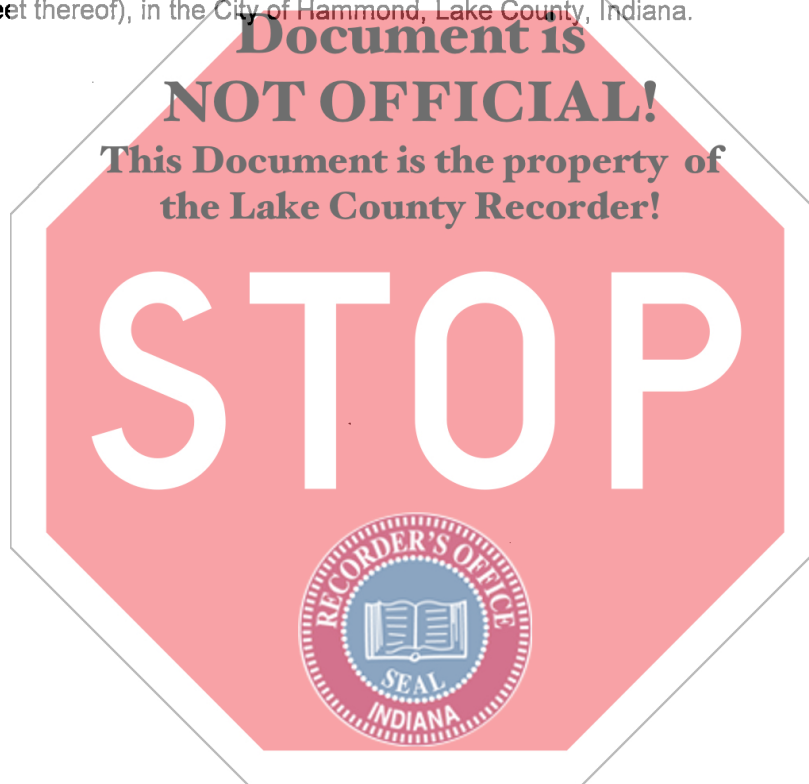 thereof), in the City of Hammond, Lake County, Indiana.
Document is
NOT OFFICIAL!
This Document is the property of
the Lake County Recorder!
STOP
RECORDER'S OFFICE
SEAL
INDIANA